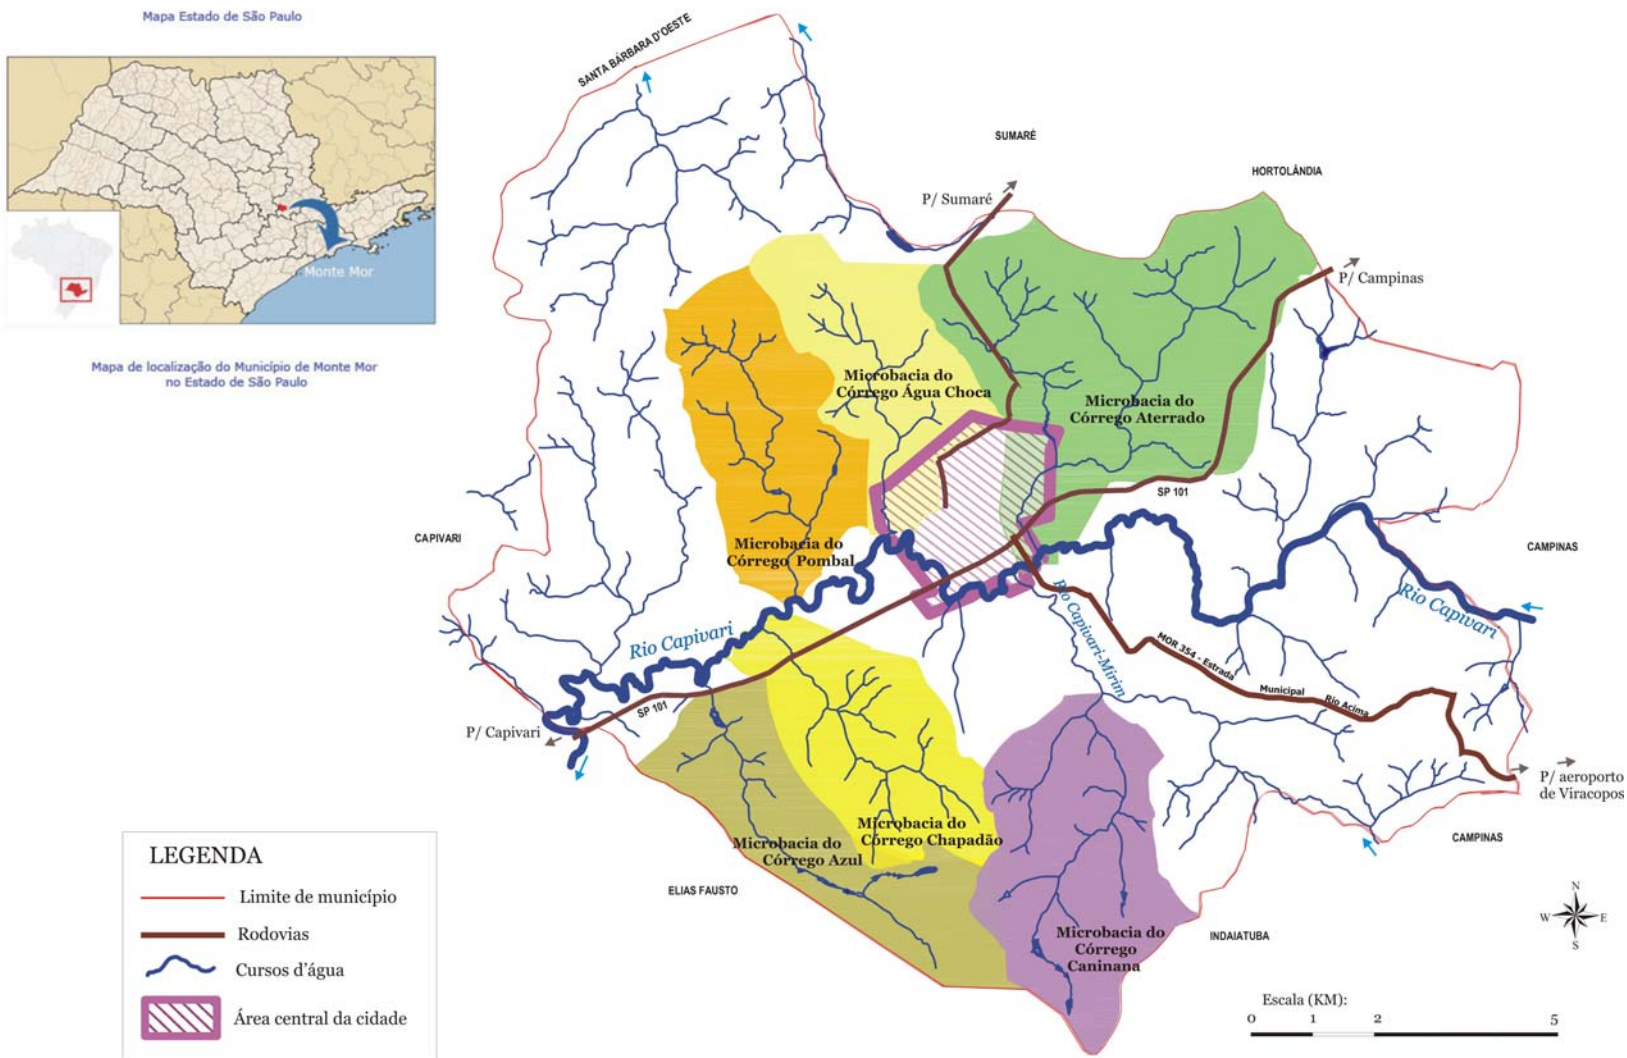 Mapa Estado de São Paulo
Monte Mor
Mapa de localização do Município de Monte Mor
no Estado de São Paulo
SANTA BÁRBARA D'OESTE
SUMARÉ
HORTOLÂNDIA
P/ Sumaré
P/ Campinas
Microbacia do
Córrego Água Choca
Microbacia do
Córrego Aterrado
SP 101
CAPIVARI
Microbacia do
Córrego Pombal
CAMPINAS
Rio Capivari
Rio Capivari
Rio Capivari-Mirim
MOR 354 - Estrada
Municipal
Rio Acima
SP 101
P/ Capivari
P/ aeroporto
de Viracopos
Microbacia do
Córrego Chapadão
Microbacia do
Córrego Azul
CAMPINAS
ELIAS FAUSTO
Microbacia do
Córrego
Caninana
INDAIATUBA
N
W
E
S
LEGENDA
Limite de município
Rodovias
Cursos d'água
Área central da cidade
Escala (KM):
0 1 2 5